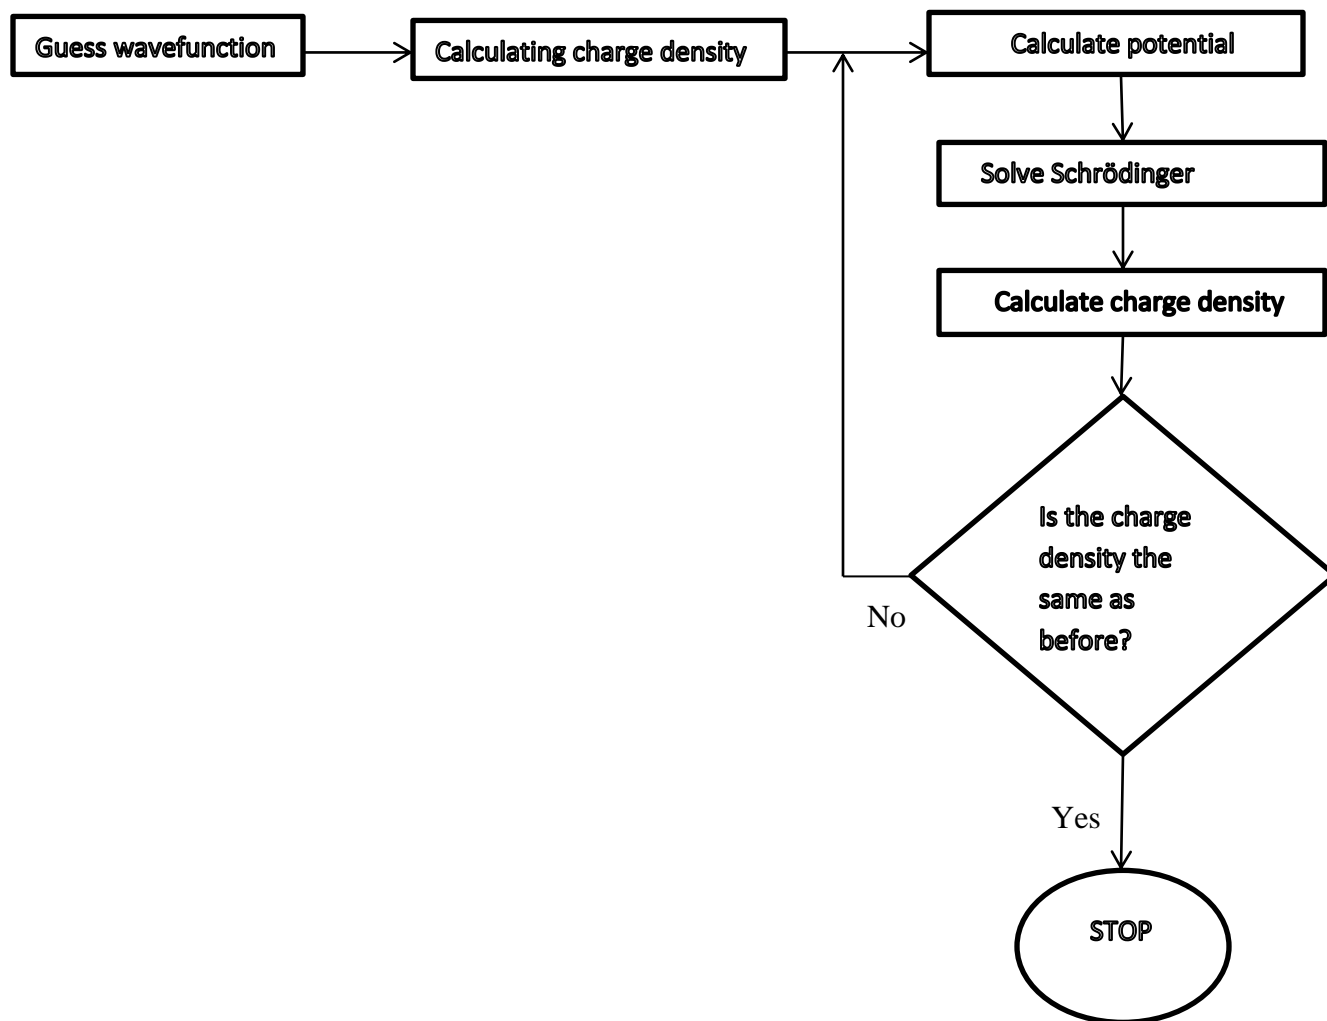 Guess wavefunction
Calculating charge density
Calculate potential
Solve Schrödinger
Calculate charge density
Is the charge
density the
same as
before?
No
Yes
STOP